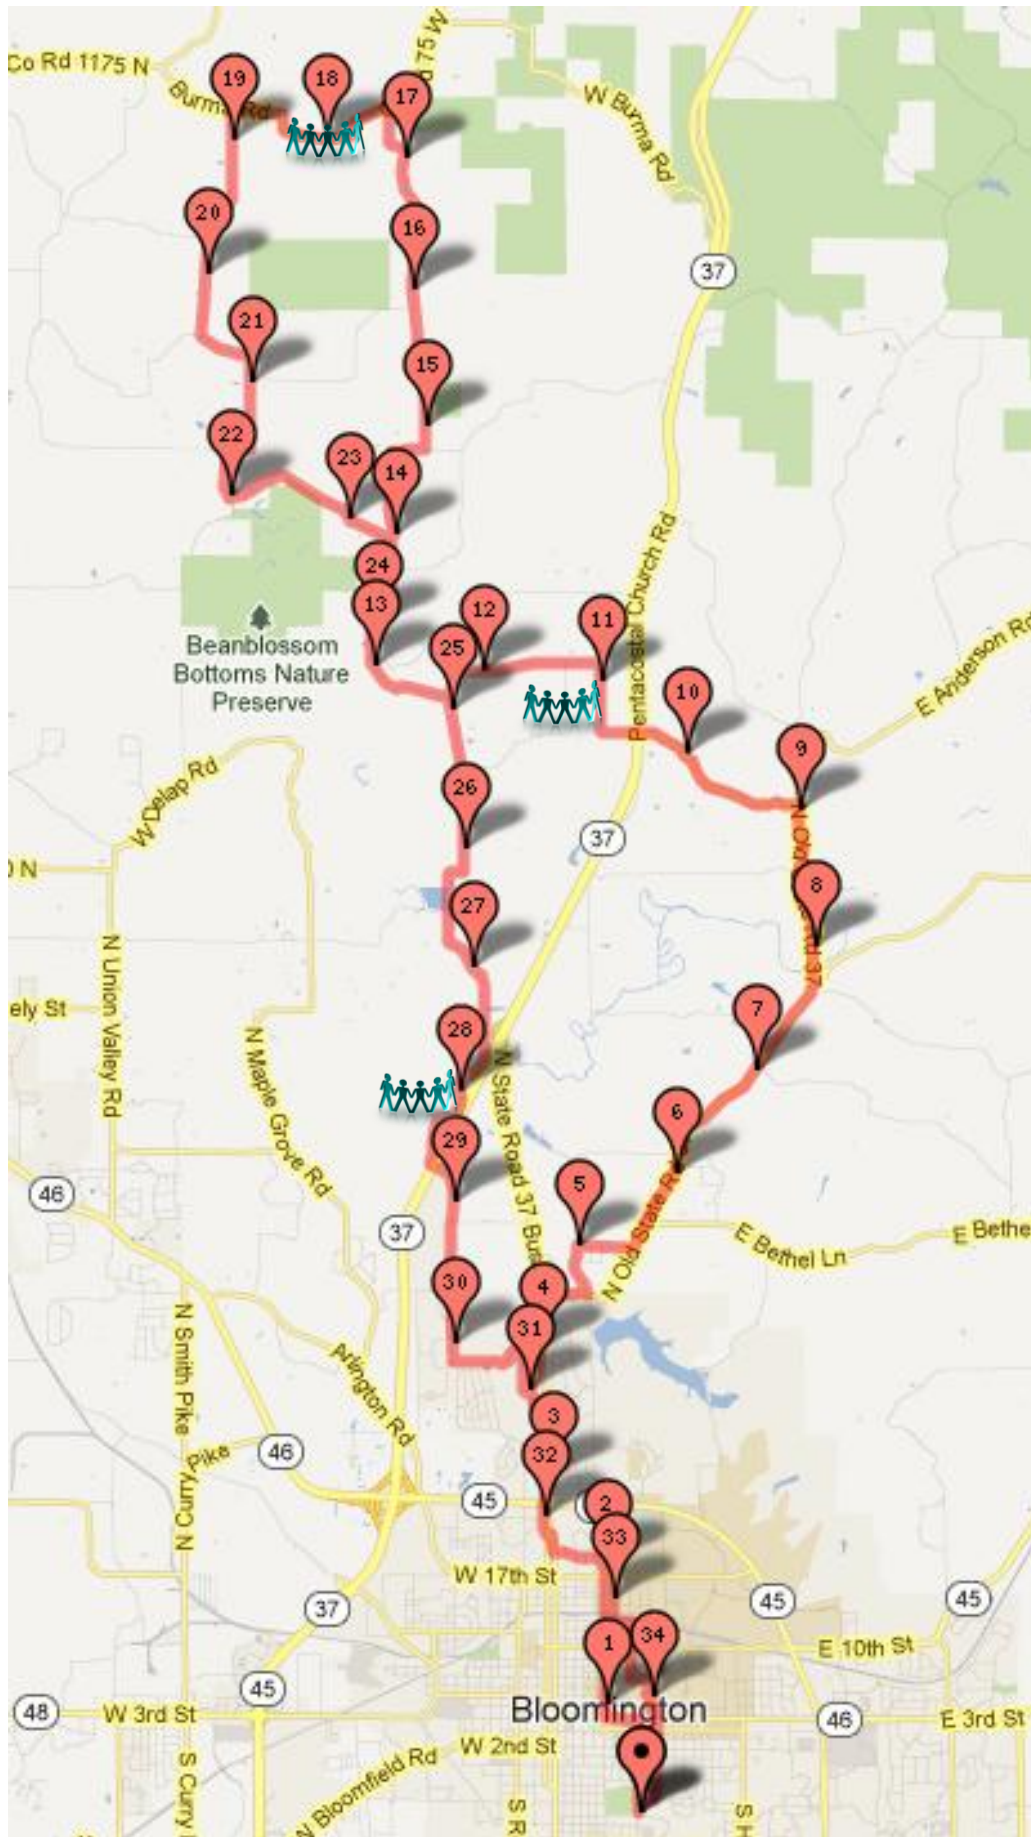 Co Rd 1175 N
Burma Rd
d 75 W
19
18
17
W Burma Rd
20
16
37
21
15
22
23
14
Pentacostal Church Rd
24
13
12
11
25
Beanblossom
Bottoms Nature
Preserve
10
E Anderson Rd
9
W Delap Rd
26
37
N
8
27
N Union Valley Rd
ely St
7
28
N Maple Grove Rd
N State Road 37 Bus
6
29
5
46
37
N Old State R
E Bethel Ln
E Bethe
30
4
31
N Smith Pike
Arlington Rd
3
46
Pike
32
N Curry
45
2
33
W 17th St
37
45
45
1
34
E 10th St
45
48
W 3rd St
Bloomington
46
E 3rd St
W 2nd St
N Bloomfield Rd
S Curry
S R
S H